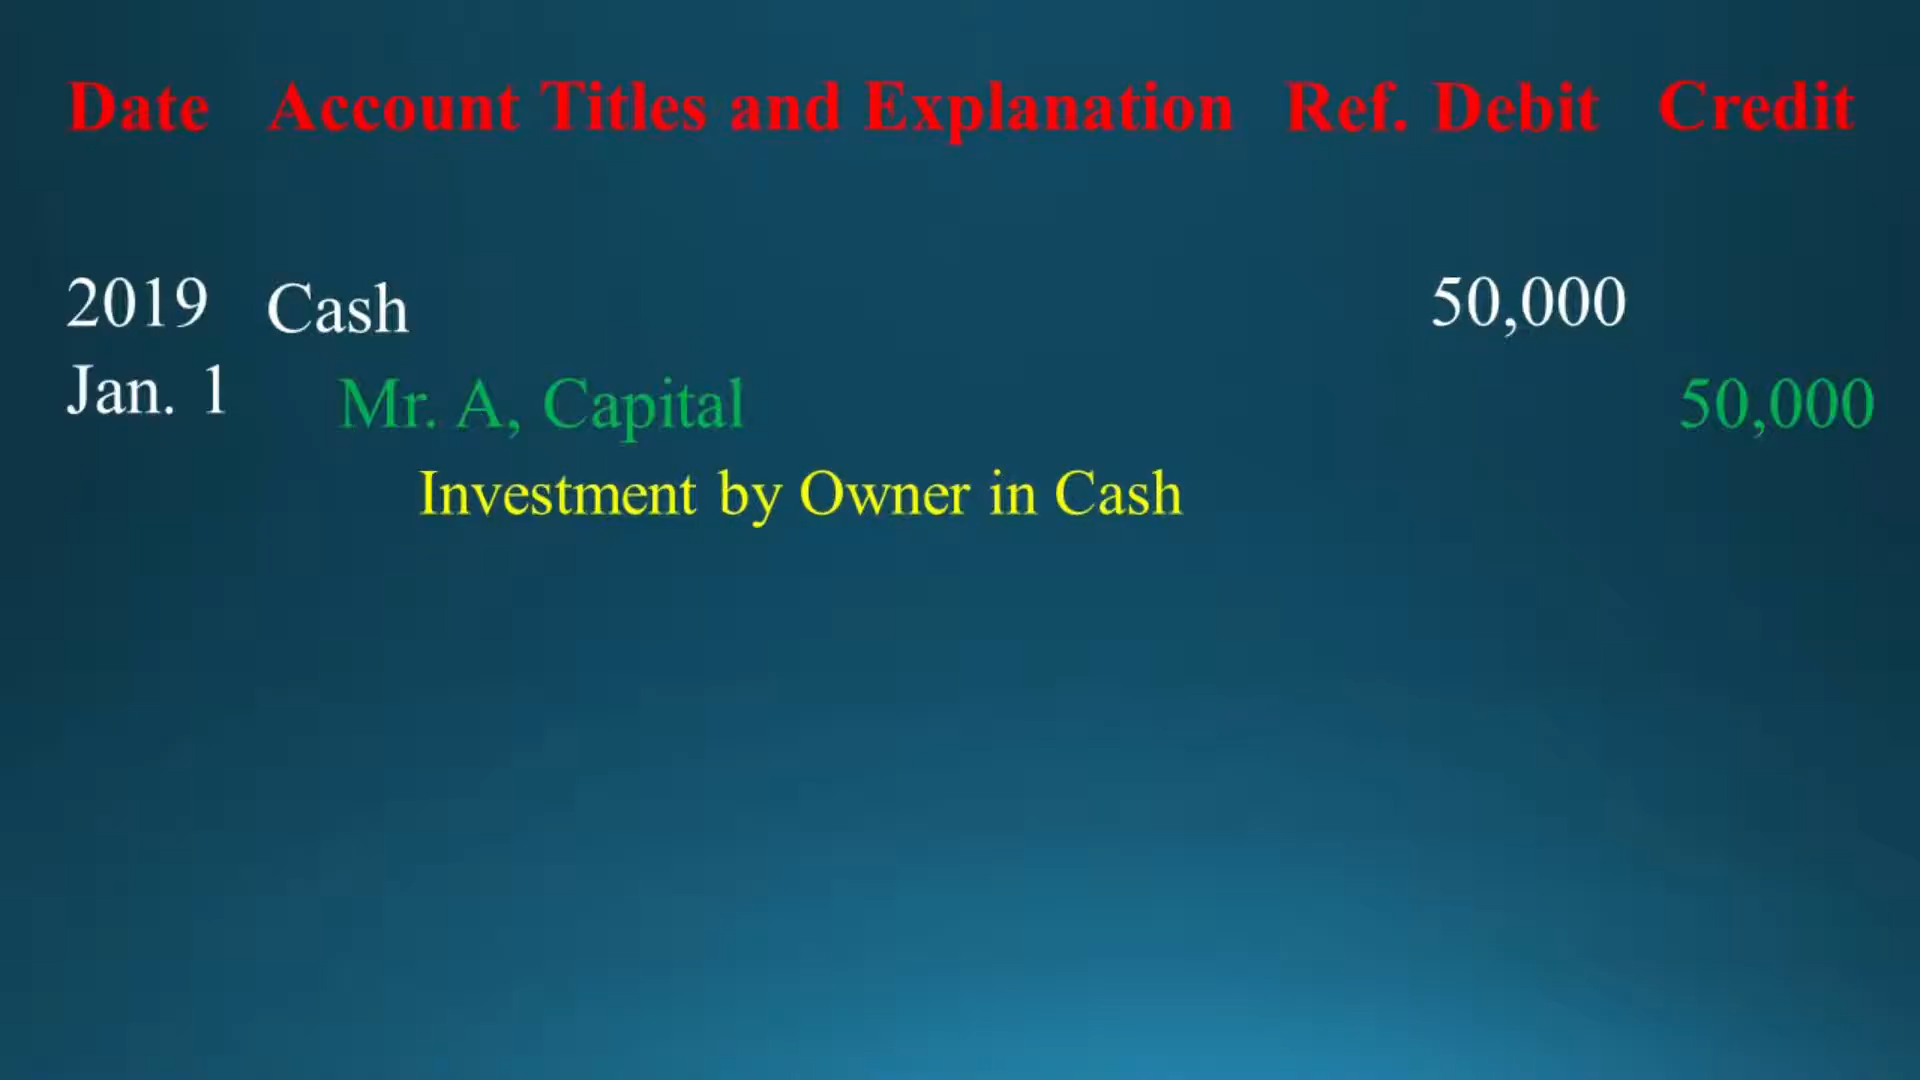 Date Account Titles and Explanation Ref. Debit Credit
2019 Cash 50,000
Jan. 1 Mr. A, Capital 50,000
Investment by Owner in Cash